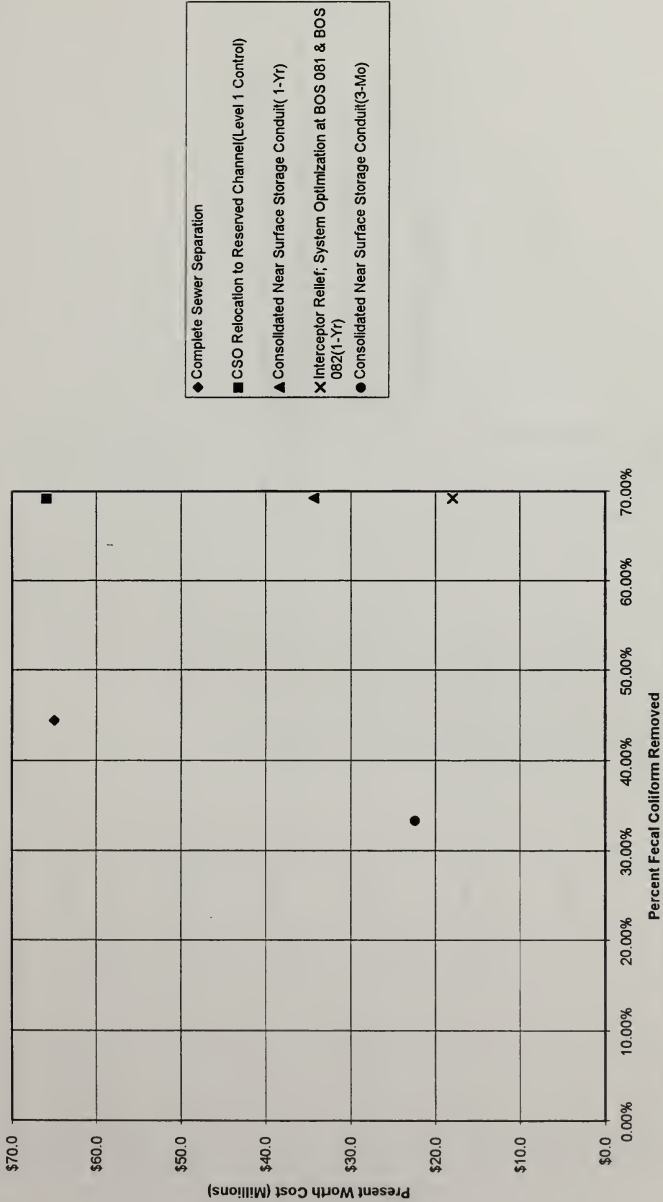 $70.0
$60.0
$50.0
$40.0
$30.0
$20.0
$10.0
$0.0
Present Worth Cost (Millions)
0.00%
10.00%
20.00%
30.00%
40.00%
50.00%
60.00%
70.00%
Percent Fecal Coliform Removed
Complete Sewer Separation
CSO Relocation to Reserved Channel(Level 1 Control)
Consolidated Near Surface Storage Conduit( 1-Yr)
Interceptor Relief; System Optimization at BOS 081 & BOS
082(1-Yr)
Consolidated Near Surface Storage Conduit(3-Mo)